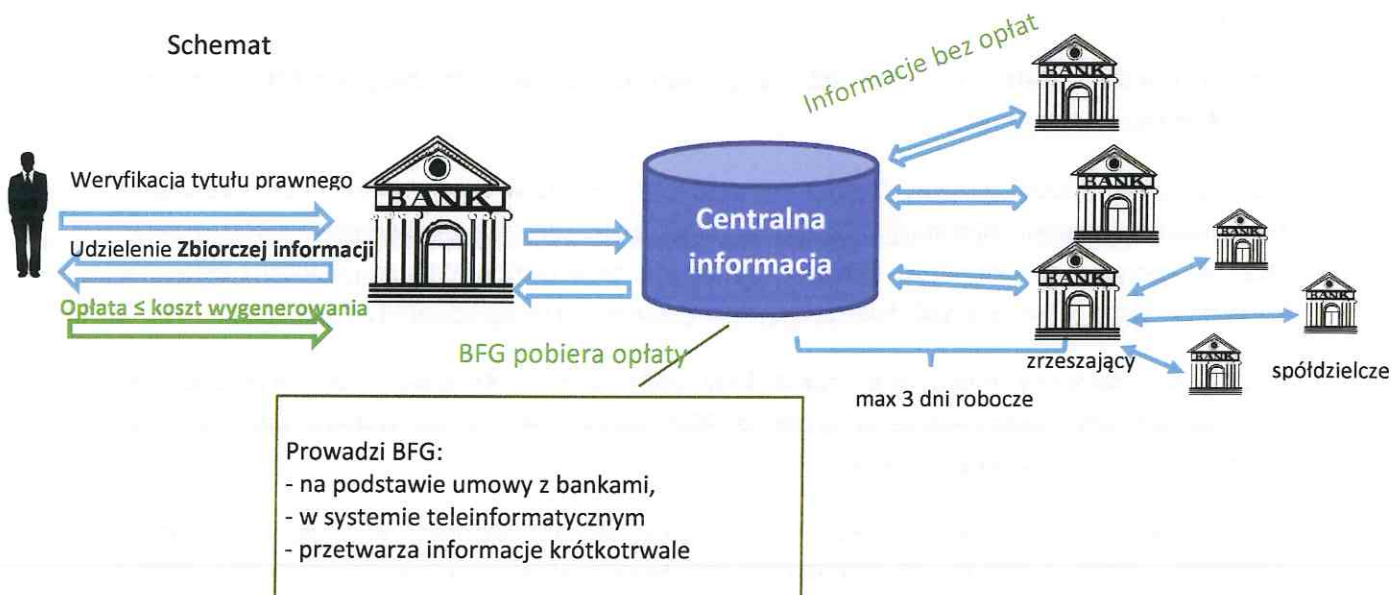 Schemat
Informacje bez opłat
BANK
BANK
BANK
BANK
BANK
BANK
BANK
Weryfikacja tytułu prawnego
Udzielenie Zbiorczej informacji
Opłata ≤ koszt wygenerowania
Centralna
informacja
BFG pobiera opłaty
zrzeszający
spółdzielcze
max 3 dni robocze
Prowadzi BFG:
- na podstawie umowy z bankami,
- w systemie teleinformatycznym
- przetwarza informacje krótkotrwale